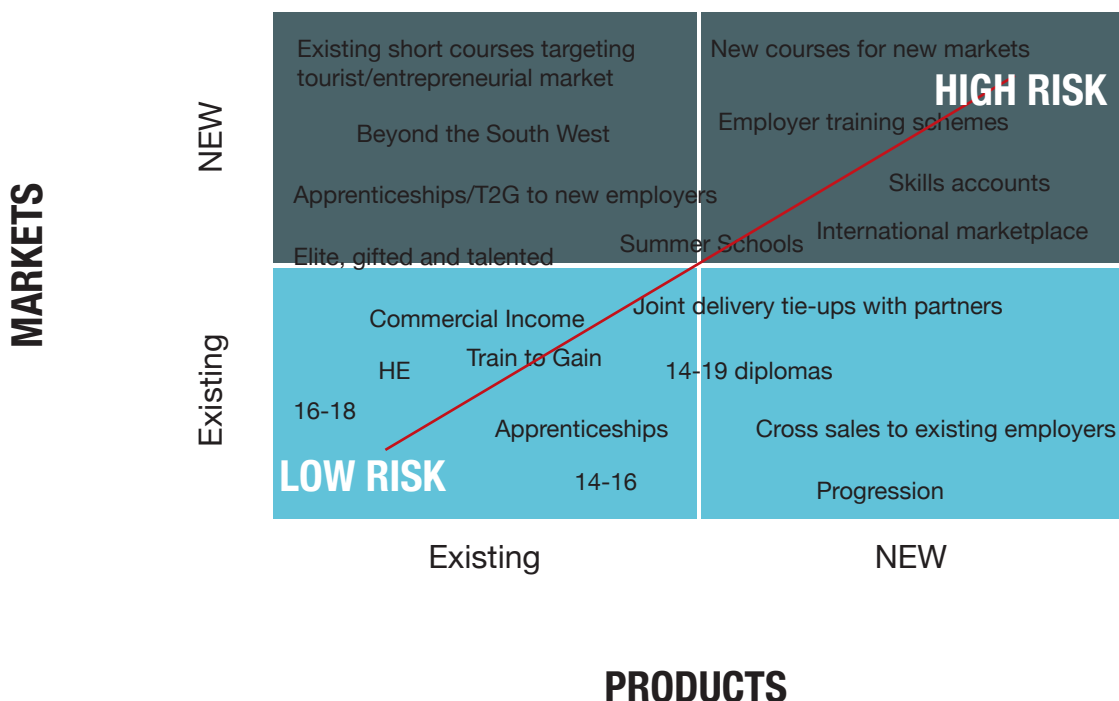 Existing short courses targeting
tourist/entrepreneurial market
New courses for new markets
HIGH RISK
Beyond the South West
Employer training schemes
Apprenticeships/T2G to new employers
Skills accounts
Elite, gifted and talented
Summer Schools
International marketplace
NEW
MARKETS
Existing
Commercial Income
Joint delivery tie-ups with partners
HE
Train to Gain
14-19 diplomas
16-18
Apprenticeships
Cross sales to existing employers
LOW RISK
14-16
Progression
Existing
NEW
PRODUCTS